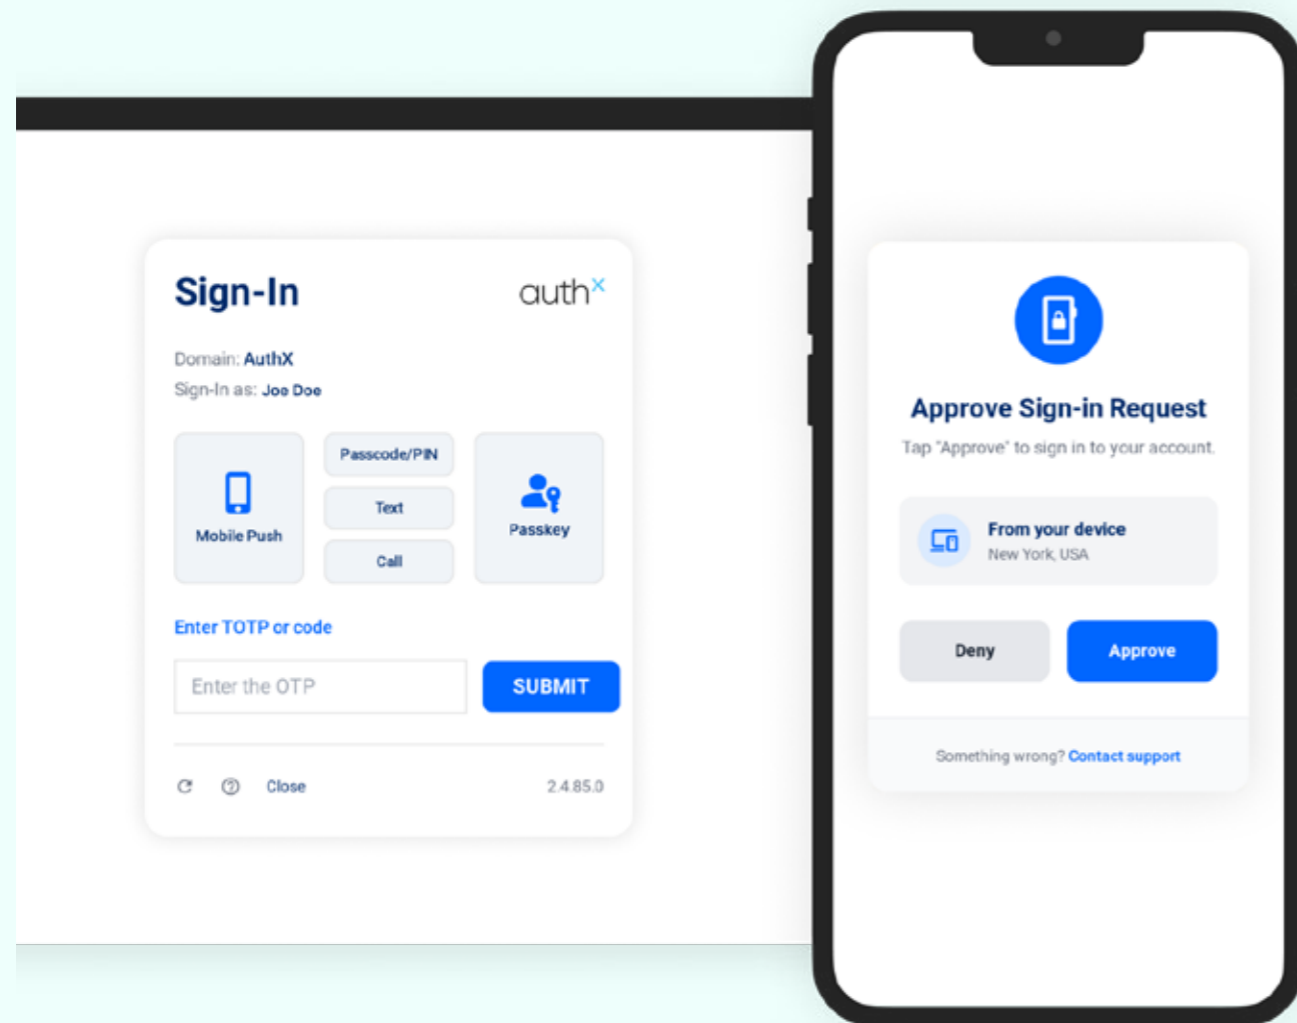 Sign-In
authx
Domain: AuthX
Sign-In as: Joe Doe
Mobile Push
Passcode/PIN
Text
Call
Passkey
Enter TOTP or code
Enter the OTP
SUBMIT
Close
2.4.85.0
Approve Sign-in Request
Tap "Approve" to sign in to your account.
From your device
New York, USA
Deny
Approve
Something wrong? Contact support